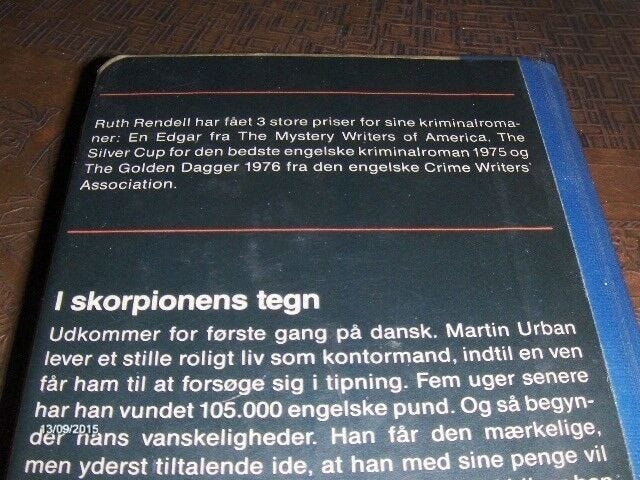 Ruth Rendell har fået 3 store priser for sine kriminalroma-
ner: En Edgar fra The Mystery Writers of America, The
Silver Cup for den bedste engelske kriminalroman 1975 og
The Golden Dagger 1976 fra den engelske Crime Writers'
Association.
I skorpionens tegn
Udkommer for første gang på dansk. Martin Urban
lever et stille roligt liv som kontormand, indtil en ven
får ham til at forsøge sig i tipning. Fem uger senere
har han vundet 105.000 engelske pund. Og så begyn-
der hans vanskeligheder. Han får den mærkelige,
13/09/2015
men yderst tiltalende ide, at han med sine penge vil